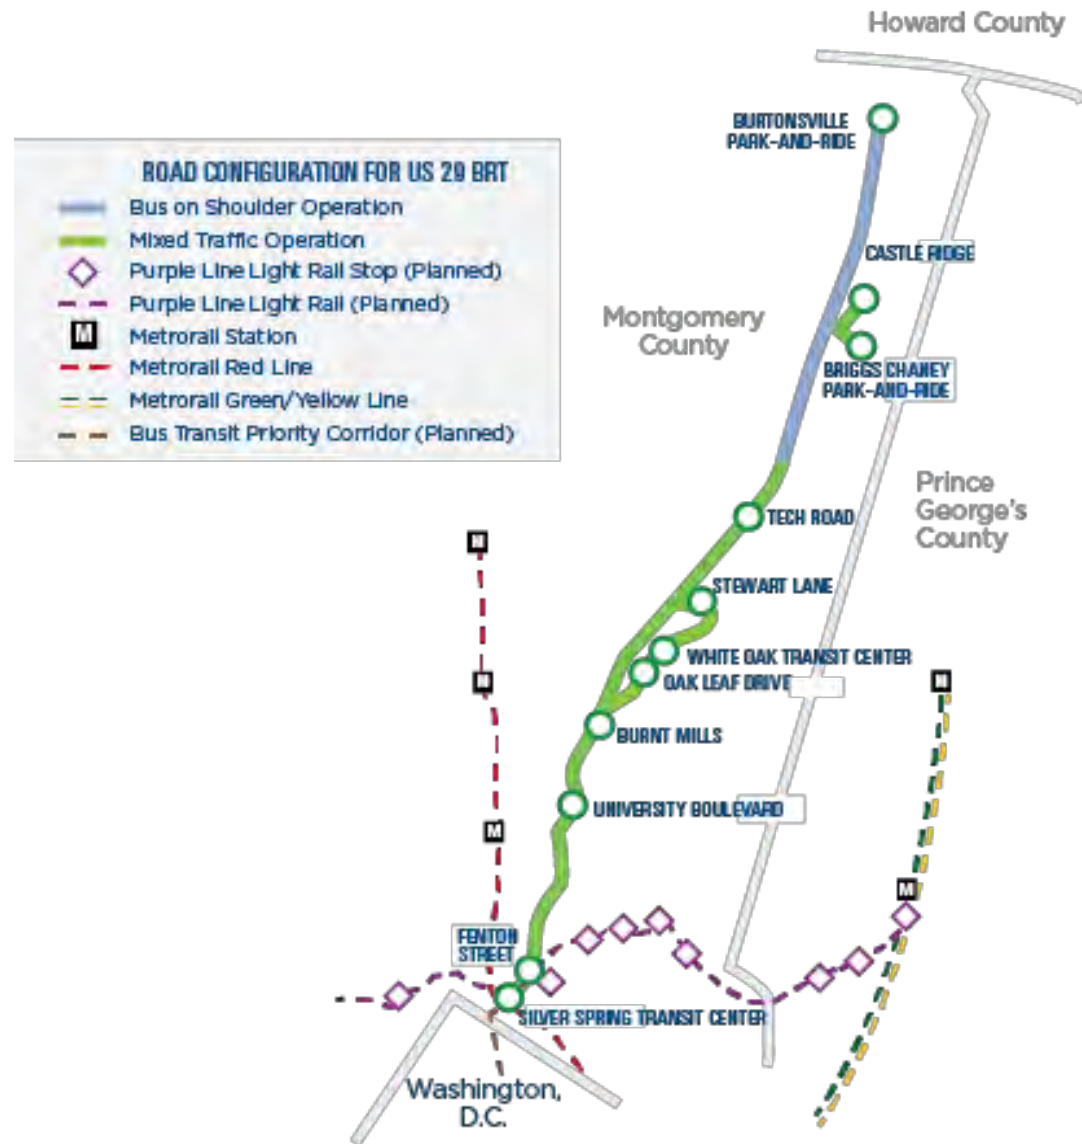 Howard County
BURTONSVILLE
PARK-AND-RIDE
ROAD CONFIGURATION FOR US 29 BRT
Bus on Shoulder Operation
Mixed Traffic Operation
Purple Line Light Rail Stop (Planned)
Purple Line Light Rail (Planned)
M Metrorail Station
Metrorail Red Line
Metrorail Green/Yellow Line
Bus Transit Priority Corridor (Planned)
CASTLE RIDGE
Montgomery
County
BRIGGS CHANEY
PARK-AND-RIDE
Prince
George's
County
TECH ROAD
M
STEWART LANE
WHITE OAK TRANSIT CENTER
OAK LEAF DRIVE
M
M
BURNT MILLS
UNIVERSITY BOULEVARD
M
M
FENTON
STREET
SILVER SPRING TRANSIT CENTER
Washington,
D.C.